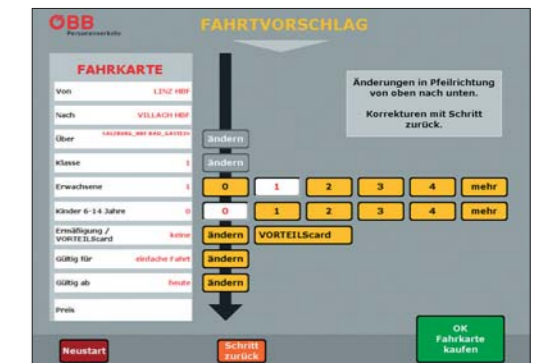 ÖBB
Personenverkehr
FAHRTVORSCHLAG
FAHRKARTE
Von LINZ HBF
Nach VILLACH HBF
Über SALZBURG_HBF BAD_GASTEIN ändern
Klasse 1 ändern
Erwachsene 1 0 1 2 3 4 mehr
Kinder 6-14 Jahre 0 0 1 2 3 4 mehr
Ermäßigung /
VORTEILScard keine ändern VORTEILScard
Gültig für einfache Fahrt ändern
Gültig ab heute ändern
Preis
Änderungen in Pfeilrichtung
von oben nach unten.
Korrekturen mit Schritt
zurück.
Neustart
Schritt
zurück
OK
Fahrkarte
kaufen